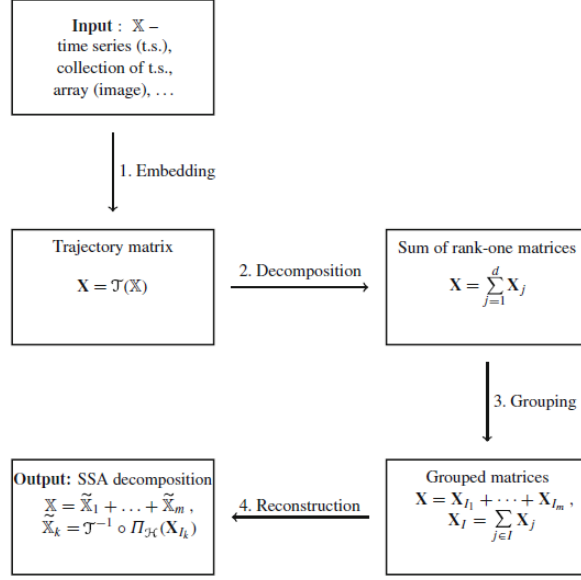 Input : 𝕏 –
time series (t.s.),
collection of t.s.,
array (image), …
1. Embedding
Trajectory matrix
𝐗 = 𝒯(𝕏)
2. Decomposition
Sum of rank-one matrices
𝐗 = ∑_{j=1}^{d} 𝐗_j
3. Grouping
Grouped matrices
𝐗 = 𝐗_{I_1} + ⋯ + 𝐗_{I_m} ,
𝐗_I = ∑_{j∈I} 𝐗_j
4. Reconstruction
Output: SSA decomposition
𝕏 = 𝕏̃_1 + … + 𝕏̃_m ,
𝕏̃_k = 𝒯^{−1} ∘ Π_ℋ(𝐗_{I_k})